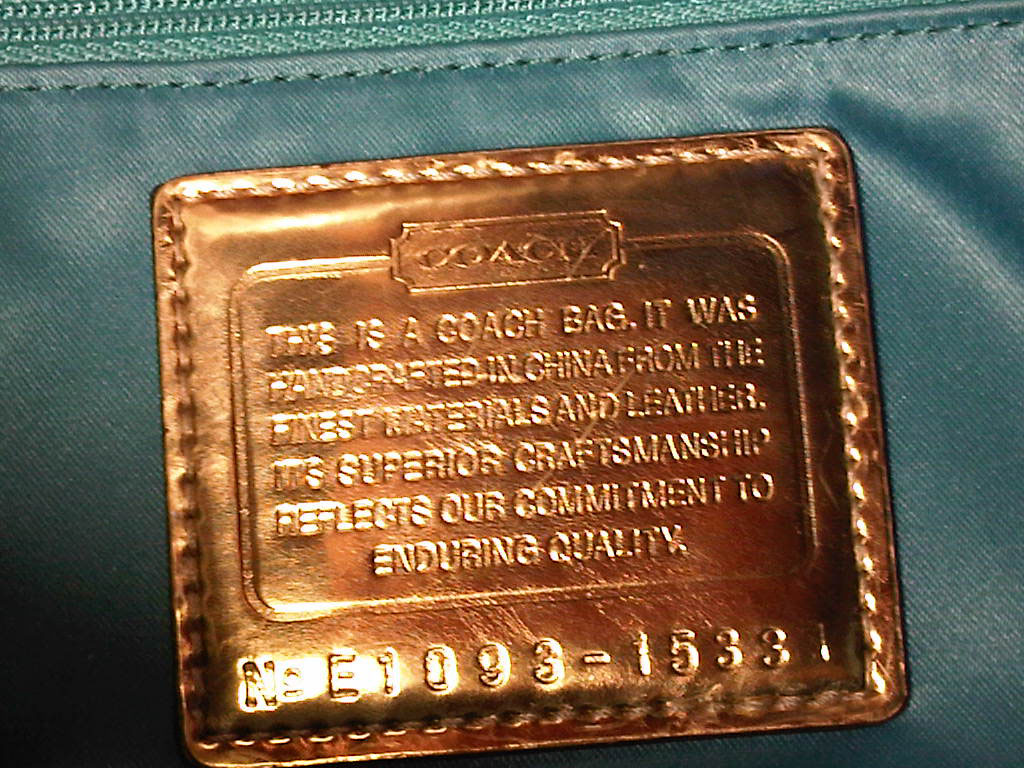 COACH
THIS IS A COACH BAG. IT WAS
HANDCRAFTED IN CHINA FROM THE
FINEST MATERIALS AND LEATHER.
ITS SUPERIOR CRAFTSMANSHIP
REFLECTS OUR COMMITMENT TO
ENDURING QUALITY.
No E1093-15331